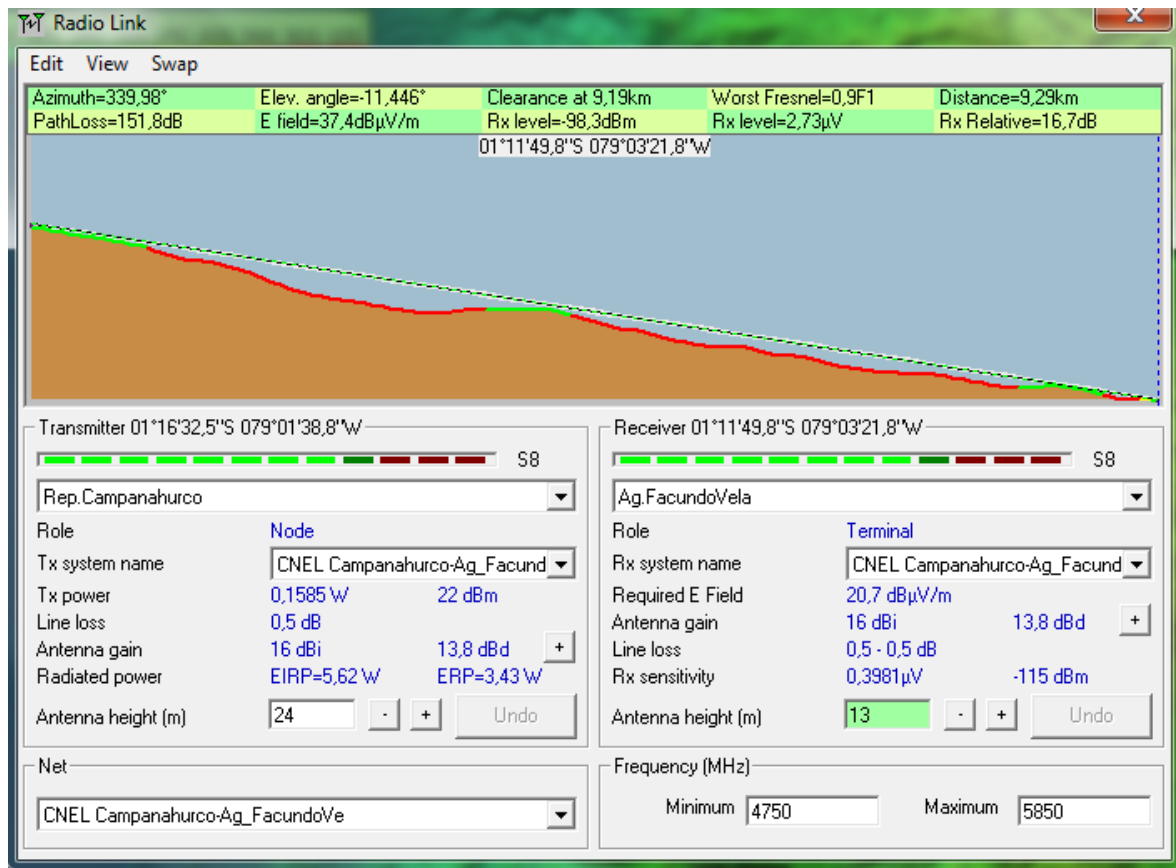 Radio Link
X
Edit View Swap
Azimuth=339,98° Elev. angle=-11,446° Clearance at 9,19km Worst Fresnel=0,9F1 Distance=9,29km
PathLoss=151,8dB E field=37,4dBµV/m Rx level=-98,3dBm Rx level=2,73µV Rx Relative=16,7dB
01°11'49,8"S 079°03'21,8"W
Transmitter 01°16'32,5"S 079°01'38,8"W
S8
Rep.Campanahurco
Role Node
Tx system name CNEL Campanahurco-Ag_Facund
Tx power 0,1585 W 22 dBm
Line loss 0,5 dB
Antenna gain 16 dBi 13,8 dBd +
Radiated power EIRP=5,62 W ERP=3,43 W
Antenna height (m) 24 - + Undo
Receiver 01°11'49,8"S 079°03'21,8"W
S8
Ag.FacundoVela
Role Terminal
Rx system name CNEL Campanahurco-Ag_Facund
Required E Field 20,7 dBµV/m
Antenna gain 16 dBi 13,8 dBd +
Line loss 0,5 - 0,5 dB
Rx sensitivity 0,3981µV -115 dBm
Antenna height (m) 13 - + Undo
Net
CNEL Campanahurco-Ag_FacundoVe
Frequency (MHz)
Minimum 4750 Maximum 5850